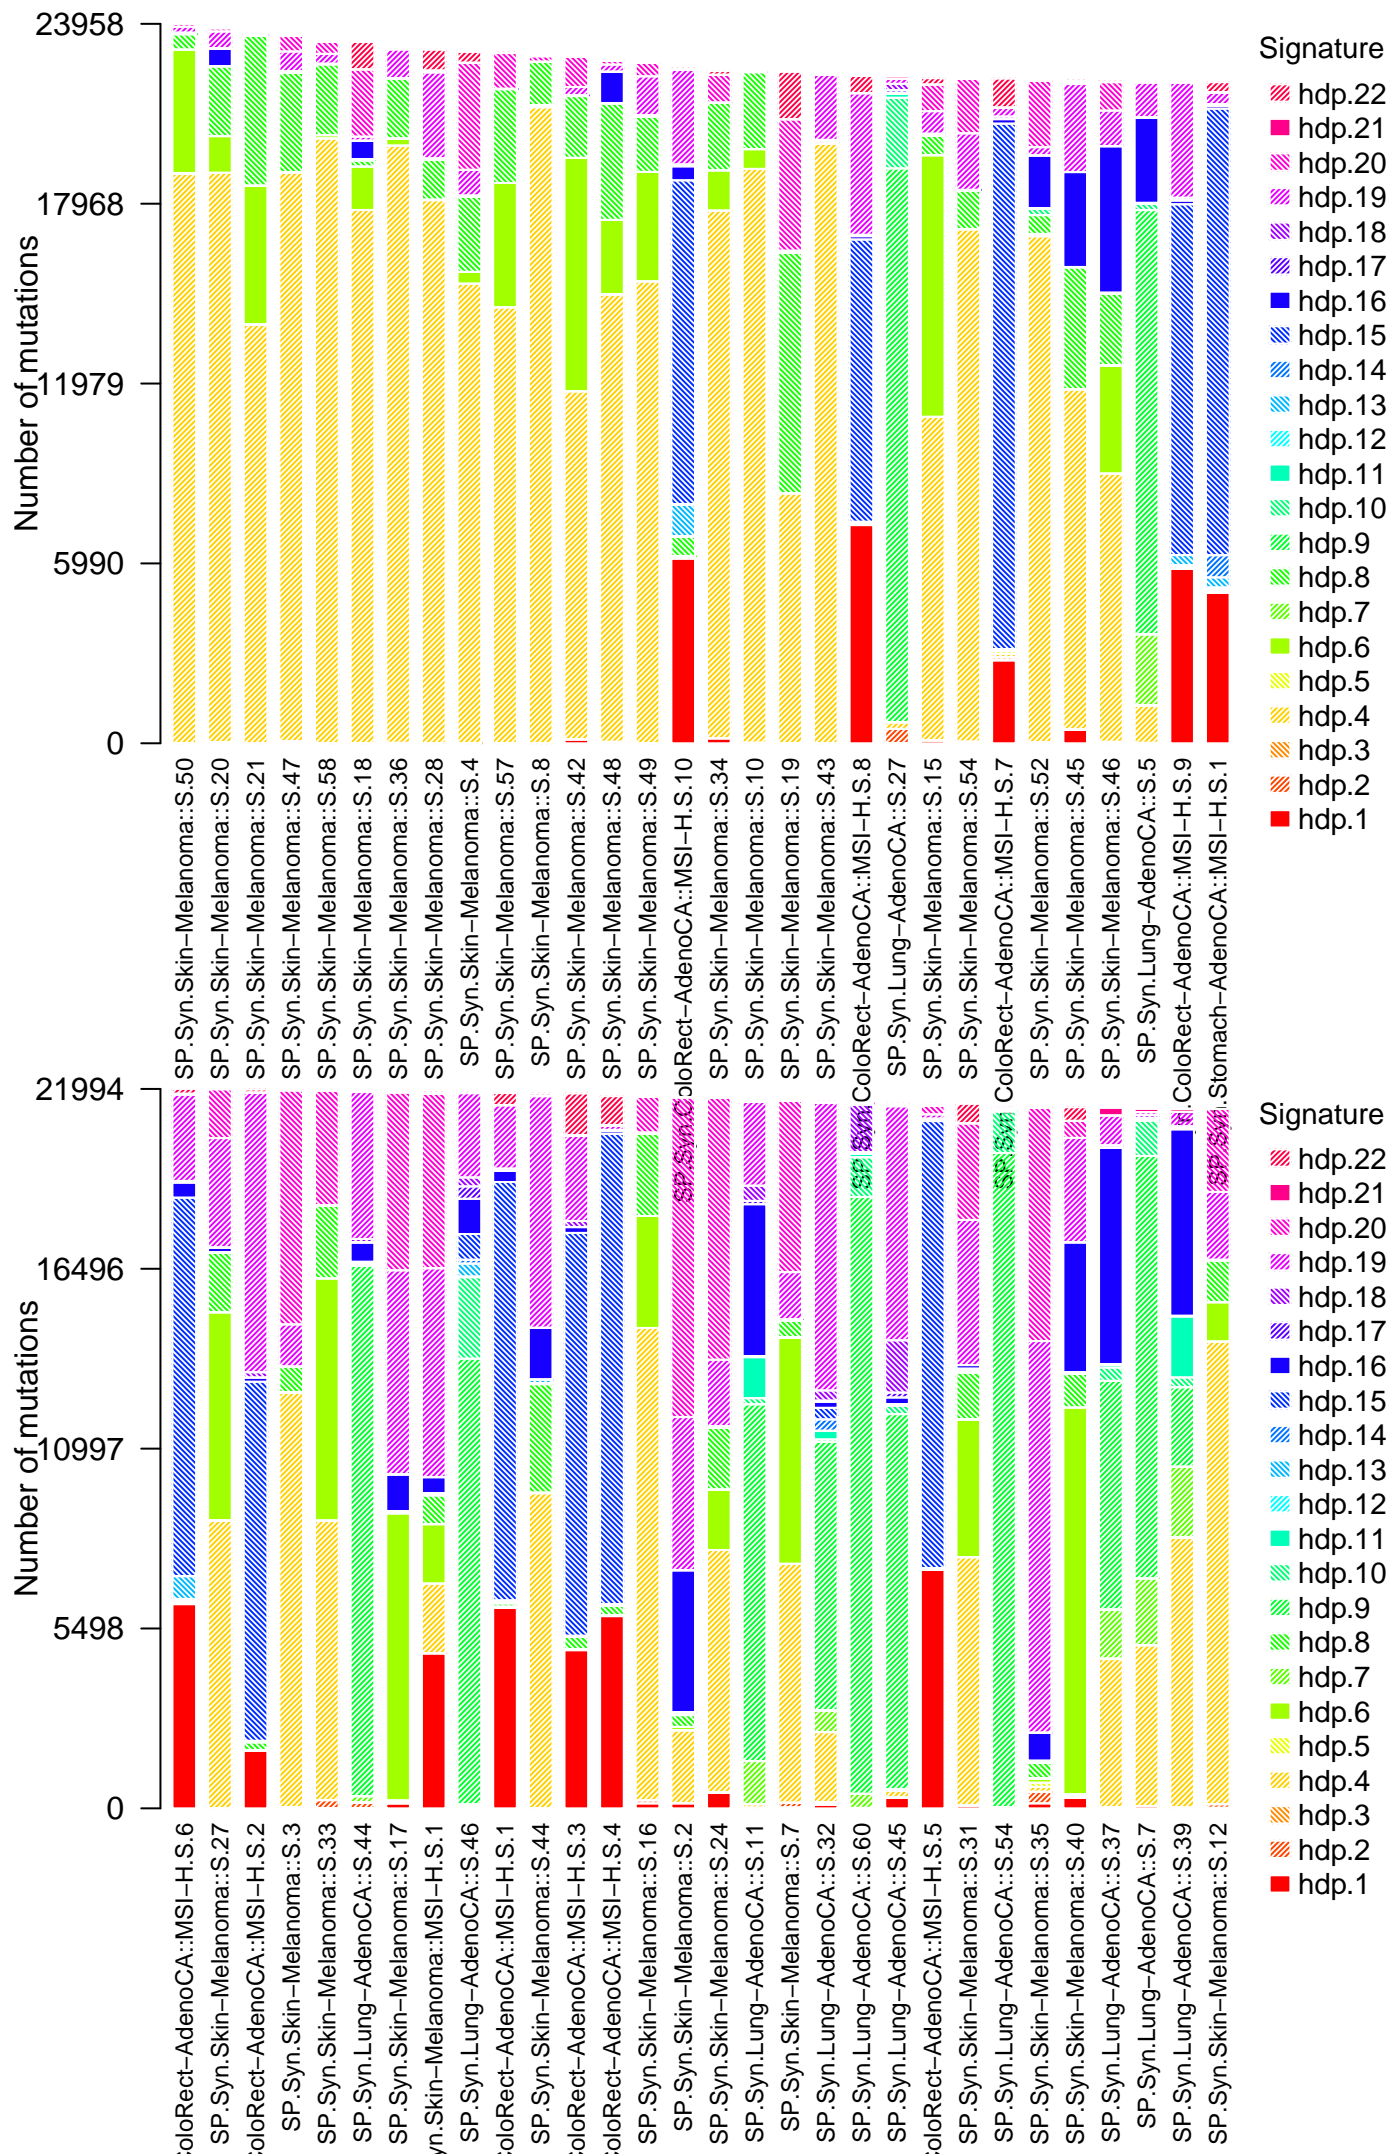 23958
17968
11979
5990
0
Number of mutations
Signature
hdp.22
hdp.21
hdp.20
hdp.19
hdp.18
hdp.17
hdp.16
hdp.15
hdp.14
hdp.13
hdp.12
hdp.11
hdp.10
hdp.9
hdp.8
hdp.7
hdp.6
hdp.5
hdp.4
hdp.3
hdp.2
hdp.1
SP.Syn.Skin−Melanoma::S.50
SP.Syn.Skin−Melanoma::S.20
SP.Syn.Skin−Melanoma::S.21
SP.Syn.Skin−Melanoma::S.47
SP.Syn.Skin−Melanoma::S.58
SP.Syn.Skin−Melanoma::S.18
SP.Syn.Skin−Melanoma::S.36
SP.Syn.Skin−Melanoma::S.28
SP.Syn.Skin−Melanoma::S.4
SP.Syn.Skin−Melanoma::S.57
SP.Syn.Skin−Melanoma::S.8
SP.Syn.Skin−Melanoma::S.42
SP.Syn.Skin−Melanoma::S.48
SP.Syn.Skin−Melanoma::S.49
SP.Syn.ColoRect−AdenoCA::MSI−H.S.10
SP.Syn.Skin−Melanoma::S.34
SP.Syn.Skin−Melanoma::S.10
SP.Syn.Skin−Melanoma::S.19
SP.Syn.Skin−Melanoma::S.43
SP.Syn.ColoRect−AdenoCA::MSI−H.S.8
SP.Syn.Lung−AdenoCA::S.27
SP.Syn.Skin−Melanoma::S.15
SP.Syn.Skin−Melanoma::S.54
SP.Syn.ColoRect−AdenoCA::MSI−H.S.7
SP.Syn.Skin−Melanoma::S.52
SP.Syn.Skin−Melanoma::S.45
SP.Syn.Skin−Melanoma::S.46
SP.Syn.Lung−AdenoCA::S.5
.ColoRect−AdenoCA::MSI−H.S.9
SP.Syn.Stomach−AdenoCA::MSI−H.S.1
21994
16496
10997
5498
0
Number of mutations
Signature
hdp.22
hdp.21
hdp.20
hdp.19
hdp.18
hdp.17
hdp.16
hdp.15
hdp.14
hdp.13
hdp.12
hdp.11
hdp.10
hdp.9
hdp.8
hdp.7
hdp.6
hdp.5
hdp.4
hdp.3
hdp.2
hdp.1
oloRect−AdenoCA::MSI−H.S.6
SP.Syn.Skin−Melanoma::S.27
oloRect−AdenoCA::MSI−H.S.2
SP.Syn.Skin−Melanoma::S.3
SP.Syn.Skin−Melanoma::S.33
SP.Syn.Lung−AdenoCA::S.44
SP.Syn.Skin−Melanoma::S.17
yn.Skin−Melanoma::MSI−H.S.1
SP.Syn.Lung−AdenoCA::S.46
oloRect−AdenoCA::MSI−H.S.1
SP.Syn.Skin−Melanoma::S.44
oloRect−AdenoCA::MSI−H.S.3
oloRect−AdenoCA::MSI−H.S.4
SP.Syn.Skin−Melanoma::S.16
SP.Syn.Skin−Melanoma::S.2
SP.Syn.Skin−Melanoma::S.24
SP.Syn.Lung−AdenoCA::S.11
SP.Syn.Skin−Melanoma::S.7
SP.Syn.Lung−AdenoCA::S.32
SP.Syn.Lung−AdenoCA::S.60
SP.Syn.Lung−AdenoCA::S.45
oloRect−AdenoCA::MSI−H.S.5
SP.Syn.Skin−Melanoma::S.31
SP.Syn.Lung−AdenoCA::S.54
SP.Syn.Skin−Melanoma::S.35
SP.Syn.Skin−Melanoma::S.40
SP.Syn.Lung−AdenoCA::S.37
SP.Syn.Lung−AdenoCA::S.7
SP.Syn.Lung−AdenoCA::S.39
SP.Syn.Skin−Melanoma::S.12